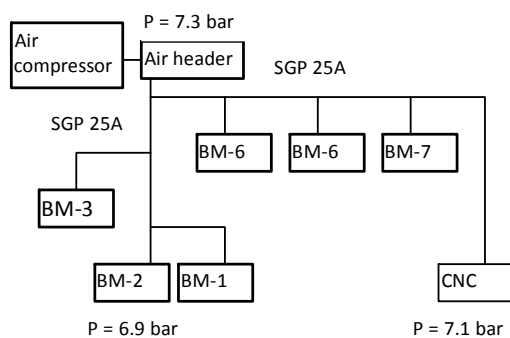 P = 7.3 bar
Air
compressor
Air header
SGP 25A
SGP 25A
BM-6
BM-6
BM-7
BM-3
BM-2
BM-1
CNC
P = 6.9 bar
P = 7.1 bar